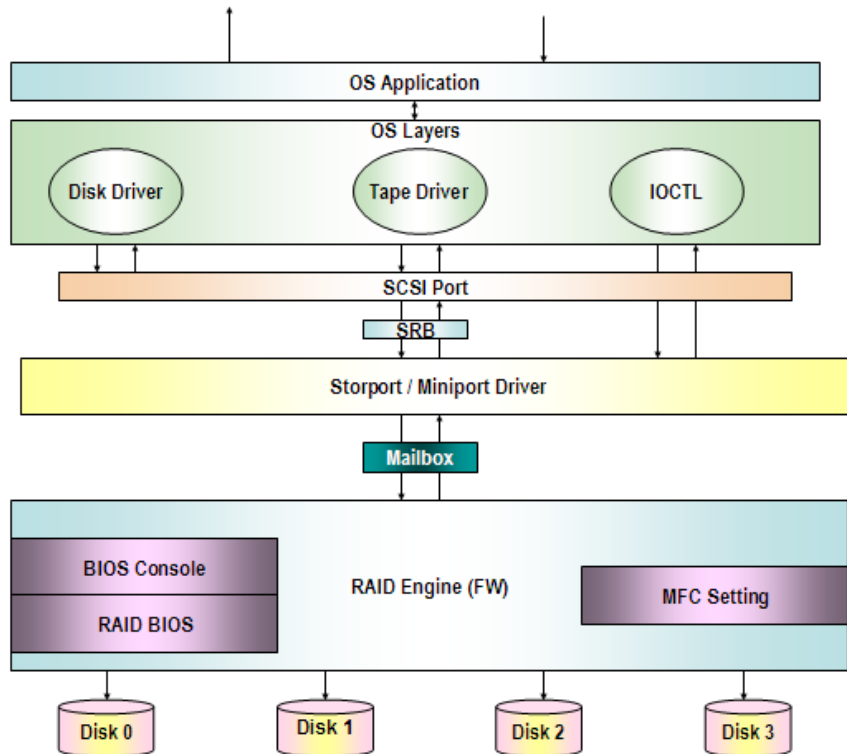 OS Application
OS Layers
Disk Driver
Tape Driver
IOCTL
SCSI Port
SRB
Storport / Miniport Driver
Mailbox
BIOS Console
RAID BIOS
RAID Engine (FW)
MFC Setting
Disk 0
Disk 1
Disk 2
Disk 3